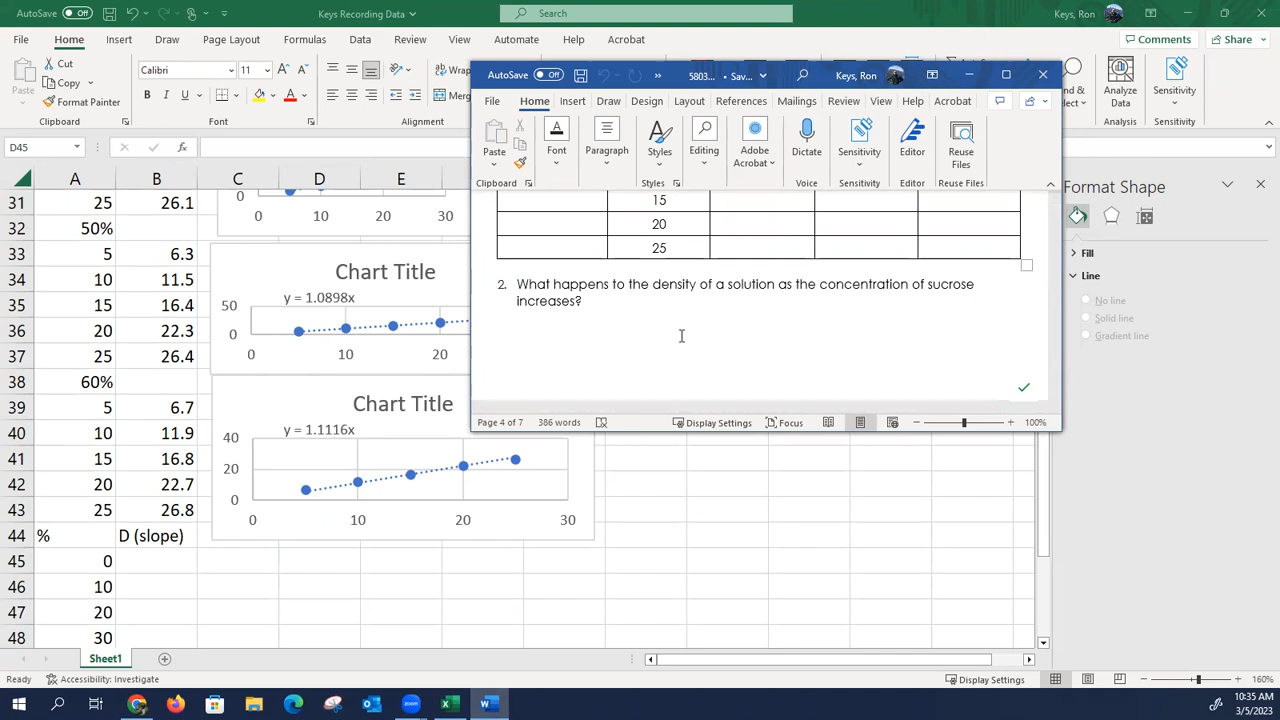 AutoSave Off Keys Recording Data Search Keys, Ron
File Home Insert Draw Page Layout Formulas Data Review View Automate Help Acrobat Comments Share
Paste Cut Copy Format Painter Clipboard
Calibri 11 A A B I U A Font
Wrap Merg Alignment
Analyze Data Analysis
Sensitivity Sensitivity
D45 fx
A B C D E
31 25 26.1
32 50%
33 5 6.3
34 10 11.5
35 15 16.4
36 20 22.3
37 25 26.4
38 60%
39 5 6.7
40 10 11.9
41 15 16.8
42 20 22.7
43 25 26.8
44 % D (slope)
45 0
46 10
47 20
48 30
0
0 10 20 30
Chart Title
y = 1.0898x
50
0
0 10 20
Chart Title
y = 1.1116x
40
20
0
0 10 20 30
AutoSave Off » 5803... • Sav... Keys, Ron
File Home Insert Draw Design Layout References Mailings Review View Help Acrobat
Paste Font Paragraph Styles Editing Adobe Acrobat Dictate Sensitivity Editor Reuse Files
Clipboard Styles Voice Sensitivity Editor Reuse Files
15
20
25
2. What happens to the density of a solution as the concentration of sucrose
increases?
Page 4 of 7 386 words Display Settings Focus 100%
Format Shape
Fill
Line
No line
Solid line
Gradient line
Sheet1
Ready Accessibility: Investigate Display Settings 160%
zoom
10:35 AM
3/5/2023